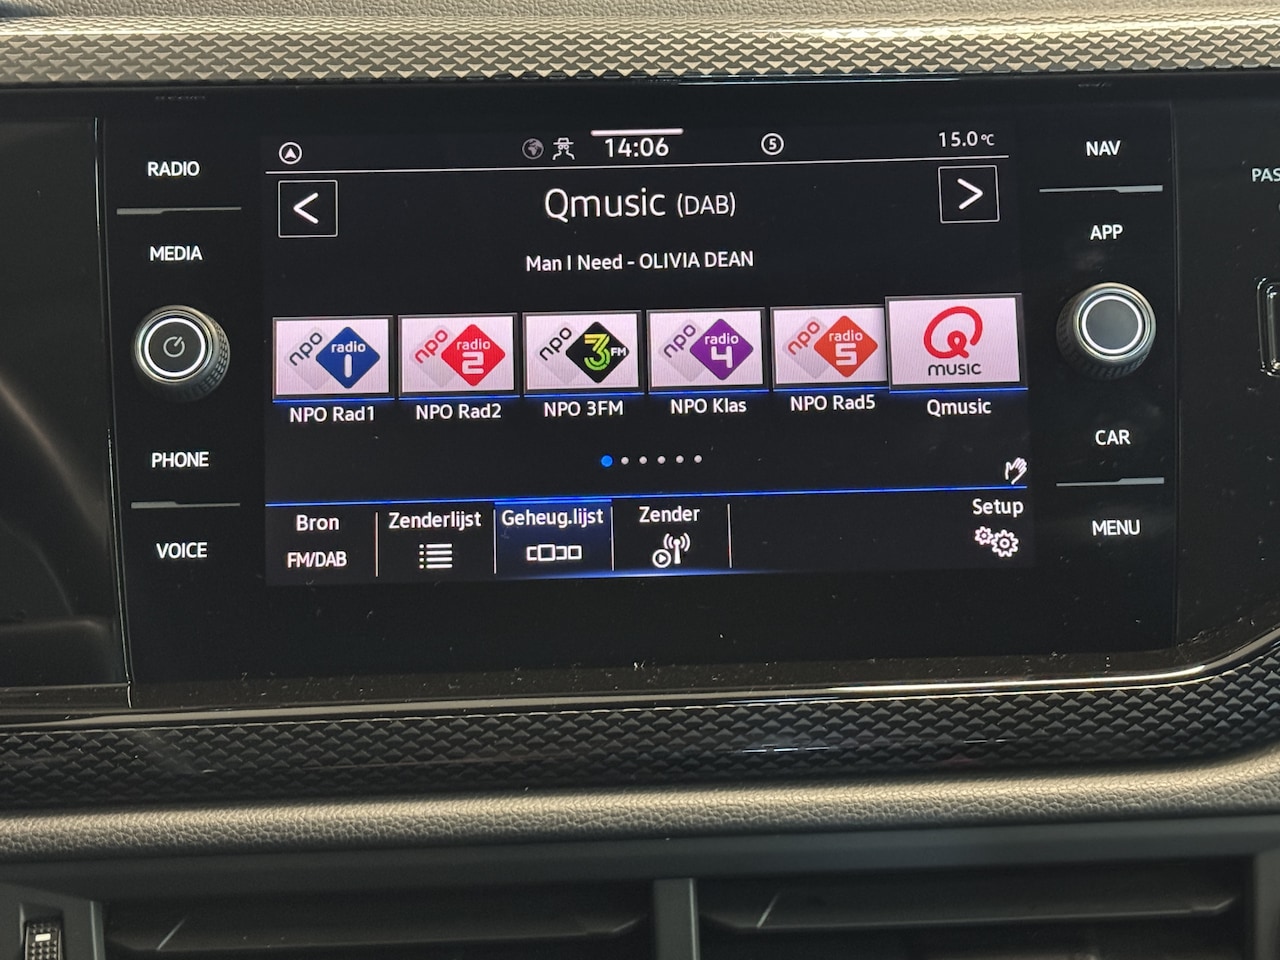 RADIO
MEDIA
PHONE
VOICE
14:06
5
15.0°C
<
Qmusic (DAB)
>
Man I Need - OLIVIA DEAN
npo radio 1
npo radio 2
npo 3FM
npo radio 4
npo radio 5
Q MUSIC
NPO Rad1
NPO Rad2
NPO 3FM
NPO Klas
NPO Rad5
Qmusic
Bron
FM/DAB
Zenderlijst
Geheug.lijst
Zender
Setup
NAV
APP
CAR
MENU
PAS